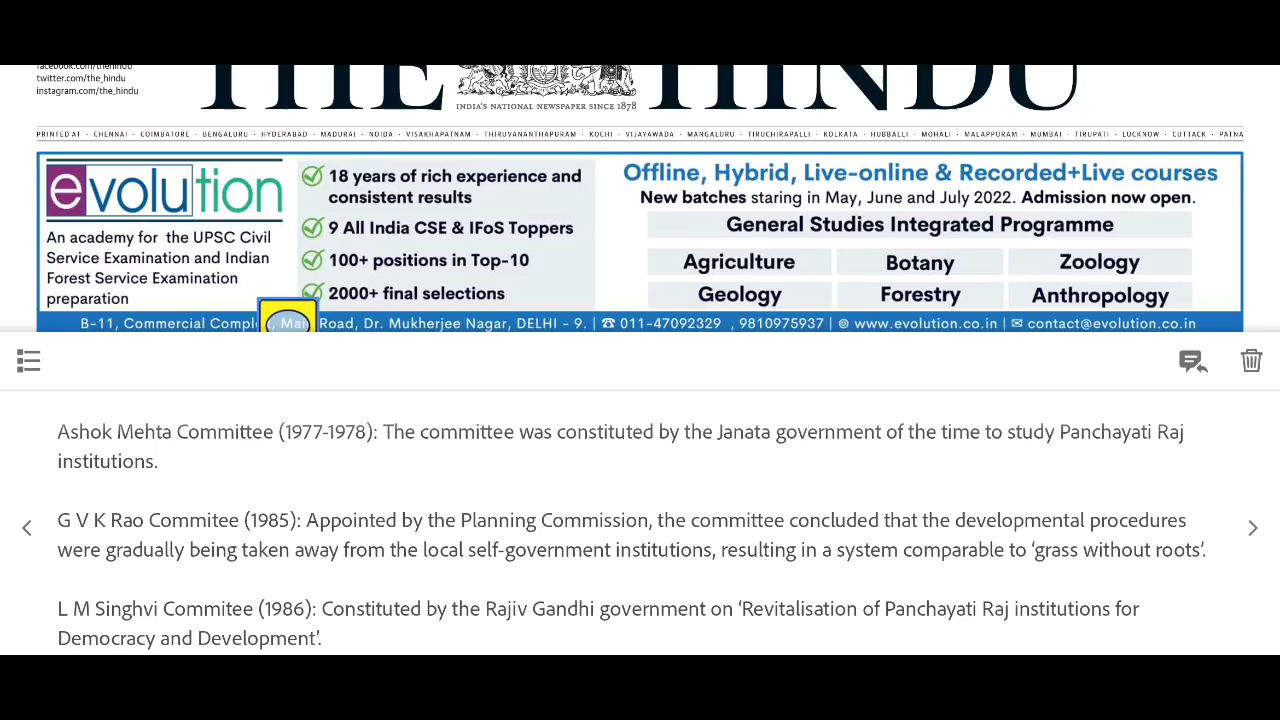 facebook.com/thehindu
twitter.com/the_hindu
instagram.com/the_hindu
THE HINDU
INDIA'S NATIONAL NEWSPAPER SINCE 1878
PRINTED AT · CHENNAI · COIMBATORE · BENGALURU · HYDERABAD · MADURAI · NOIDA · VISAKHAPATNAM · THIRUVANANTHAPURAM · KOCHI · VIJAYAWADA · MANGALURU · TIRUCHIRAPALLI · KOLKATA · HUBBALLI · MOHALI · MALAPPURAM · MUMBAI · TIRUPATI · LUCKNOW · CUTTACK · PATNA
evolution
An academy for the UPSC Civil
Service Examination and Indian
Forest Service Examination
preparation
18 years of rich experience and
consistent results
9 All India CSE & IFoS Toppers
100+ positions in Top-10
2000+ final selections
Offline, Hybrid, Live-online & Recorded+Live courses
New batches staring in May, June and July 2022. Admission now open.
General Studies Integrated Programme
Agriculture Botany Zoology
Geology Forestry Anthropology
B-11, Commercial Comple Road, Dr. Mukherjee Nagar, DELHI - 9. | ☎ 011-47092329 , 9810975937 | www.evolution.co.in | ✉ contact@evolution.co.in
Ashok Mehta Committee (1977-1978): The committee was constituted by the Janata government of the time to study Panchayati Raj
institutions.
G V K Rao Commitee (1985): Appointed by the Planning Commission, the committee concluded that the developmental procedures
were gradually being taken away from the local self-government institutions, resulting in a system comparable to ‘grass without roots’.
L M Singhvi Commitee (1986): Constituted by the Rajiv Gandhi government on ‘Revitalisation of Panchayati Raj institutions for
Democracy and Development’.